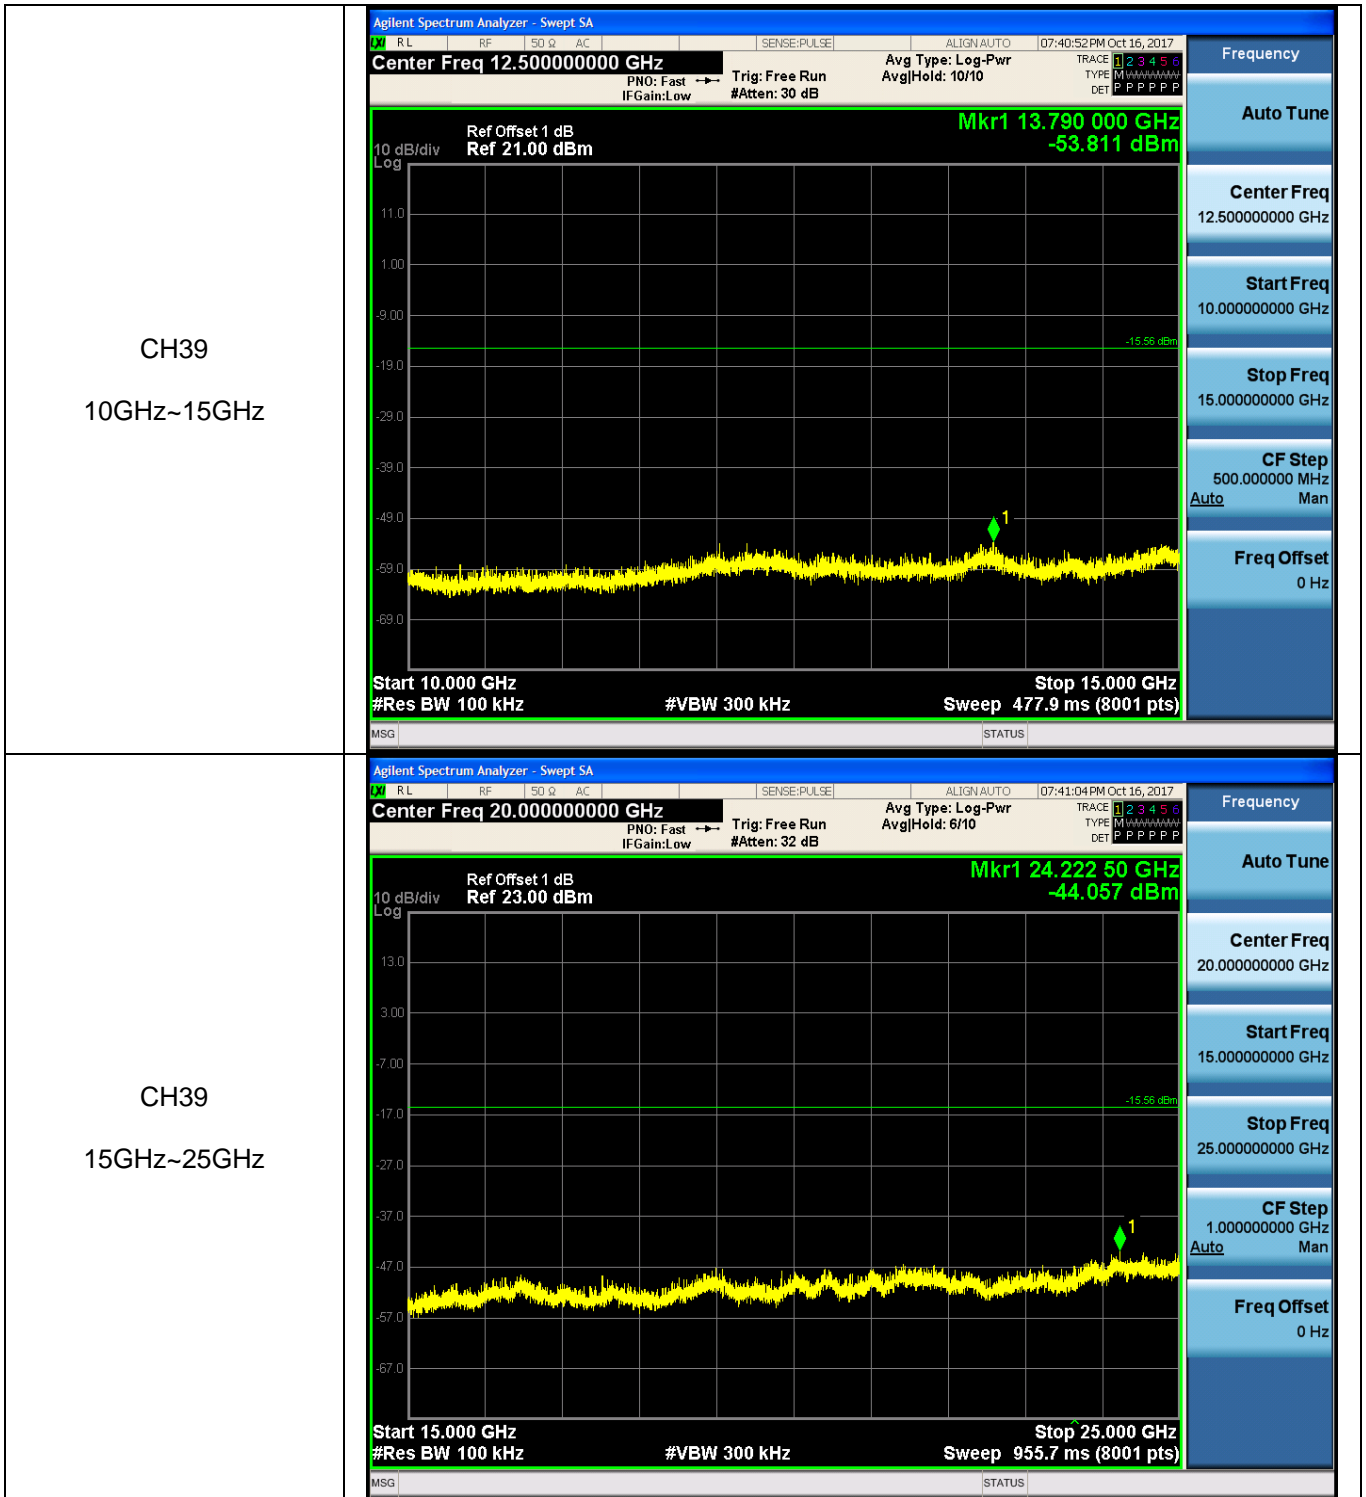 CH39
10GHz~15GHz
Agilent Spectrum Analyzer - Swept SA
LXI RL RF 50 Ω AC SENSE:PULSE ALIGN AUTO 07:40:52 PM Oct 16, 2017
Center Freq 12.500000000 GHz
PNO: Fast
IFGain:Low
Trig: Free Run
#Atten: 30 dB
Avg Type: Log-Pwr
Avg|Hold: 10/10
TRACE 1 2 3 4 5 6
TYPE M WWWWW
DET P P P P P P
Mkr1 13.790 000 GHz
-53.811 dBm
Ref Offset 1 dB
10 dB/div Ref 21.00 dBm
Log
11.0
1.00
-9.00
-15.56 dBm
-19.0
-29.0
-39.0
-49.0
1
-59.0
-69.0
Start 10.000 GHz Stop 15.000 GHz
#Res BW 100 kHz #VBW 300 kHz Sweep 477.9 ms (8001 pts)
MSG STATUS
Frequency
Auto Tune
Center Freq
12.500000000 GHz
Start Freq
10.000000000 GHz
Stop Freq
15.000000000 GHz
CF Step
500.000000 MHz
Auto Man
Freq Offset
0 Hz
CH39
15GHz~25GHz
Agilent Spectrum Analyzer - Swept SA
LXI RL RF 50 Ω AC SENSE:PULSE ALIGN AUTO 07:41:04 PM Oct 16, 2017
Center Freq 20.000000000 GHz
PNO: Fast
IFGain:Low
Trig: Free Run
#Atten: 32 dB
Avg Type: Log-Pwr
Avg|Hold: 6/10
TRACE 1 2 3 4 5 6
TYPE M WWWWW
DET P P P P P P
Mkr1 24.222 50 GHz
-44.057 dBm
Ref Offset 1 dB
10 dB/div Ref 23.00 dBm
Log
13.0
3.00
-7.00
-15.56 dBm
-17.0
-27.0
-37.0
1
-47.0
-57.0
-67.0
Start 15.000 GHz Stop 25.000 GHz
#Res BW 100 kHz #VBW 300 kHz Sweep 955.7 ms (8001 pts)
MSG STATUS
Frequency
Auto Tune
Center Freq
20.000000000 GHz
Start Freq
15.000000000 GHz
Stop Freq
25.000000000 GHz
CF Step
1.000000000 GHz
Auto Man
Freq Offset
0 Hz